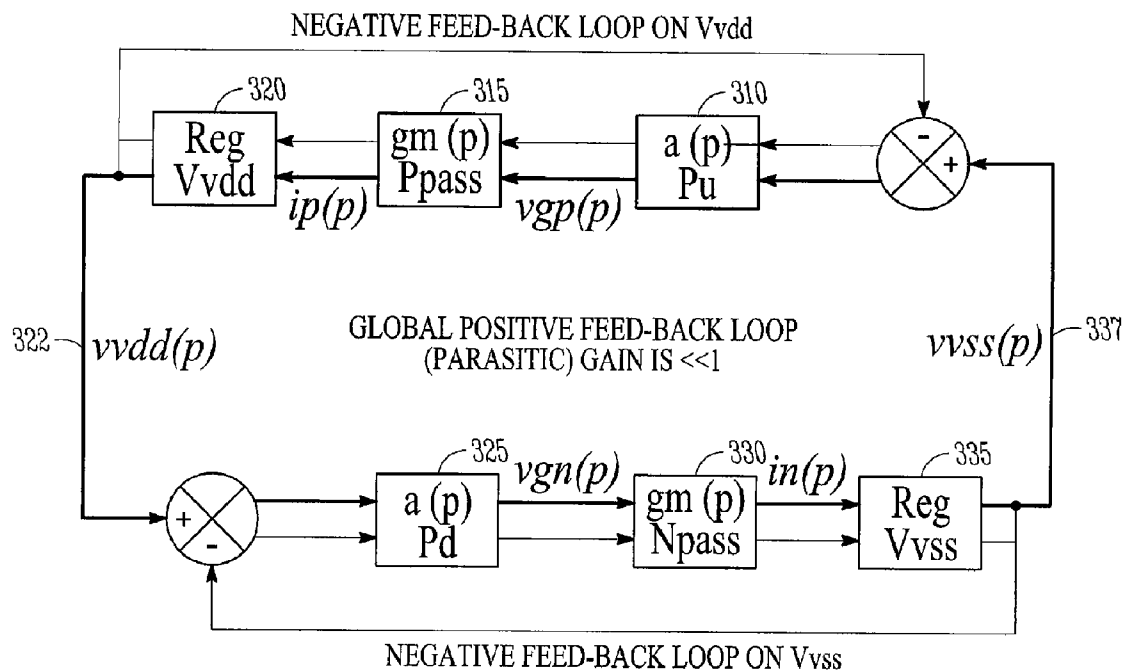 NEGATIVE FEED-BACK LOOP ON Vvdd
320
315
310
Reg
Vvdd
gm (p)
Ppass
a (p)
Pu
-
+
ip(p)
vgp(p)
322
vvdd(p)
GLOBAL POSITIVE FEED-BACK LOOP
(PARASITIC) GAIN IS <<1
vvss(p)
337
325
vgn(p)
330
in(p)
335
+
-
a (p)
Pd
gm (p)
Npass
Reg
Vvss
NEGATIVE FEED-BACK LOOP ON Vvss